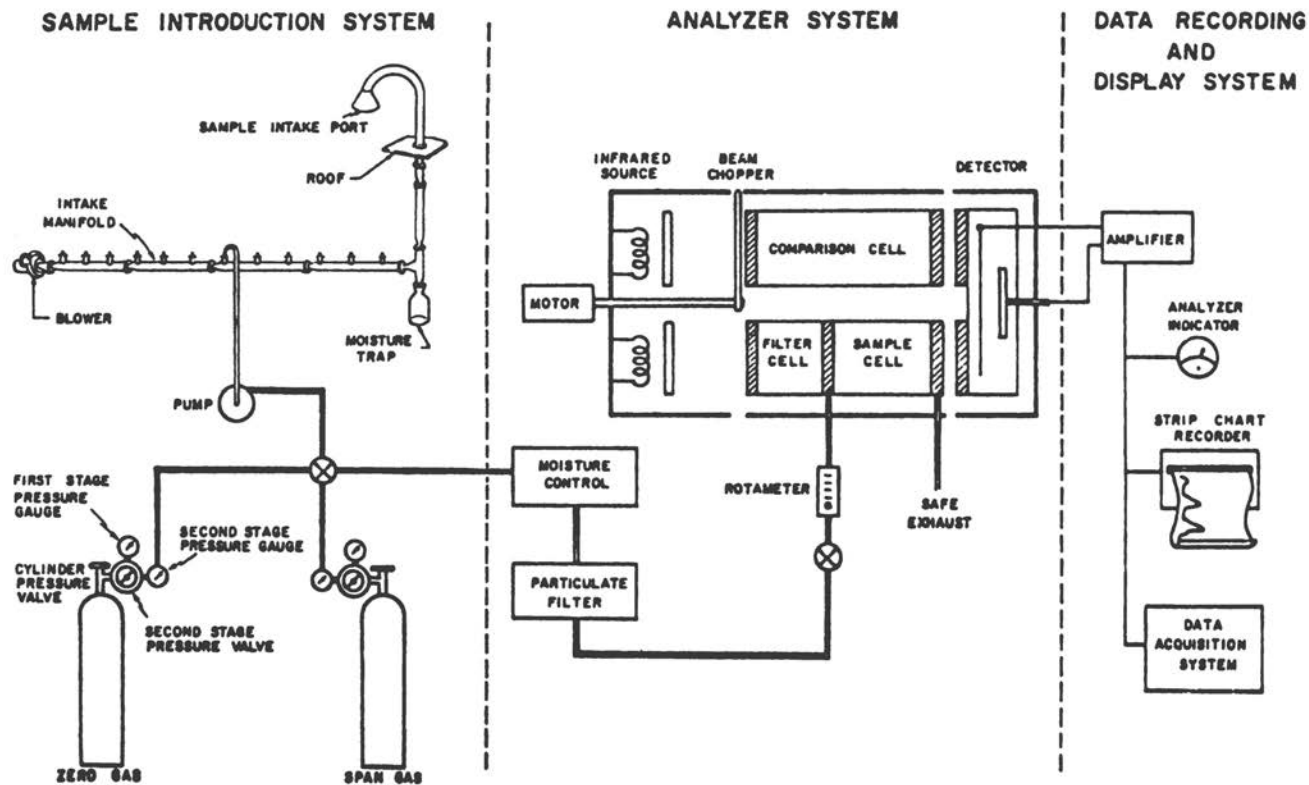 SAMPLE INTRODUCTION SYSTEM
SAMPLE INTAKE PORT
ROOF
INTAKE
MANIFOLD
BLOWER
MOISTURE
TRAP
PUMP
FIRST STAGE
PRESSURE
GAUGE
SECOND STAGE
PRESSURE GAUGE
CYLINDER
PRESSURE
VALVE
SECOND STAGE
PRESSURE VALVE
ZERO GAS
SPAN GAS
ANALYZER SYSTEM
INFRARED
SOURCE
BEAM
CHOPPER
DETECTOR
COMPARISON CELL
MOTOR
FILTER
CELL
SAMPLE
CELL
MOISTURE
CONTROL
ROTAMETER
SAFE
EXHAUST
PARTICULATE
FILTER
DATA RECORDING
AND
DISPLAY SYSTEM
AMPLIFIER
ANALYZER
INDICATOR
STRIP CHART
RECORDER
DATA
ACQUISITION
SYSTEM